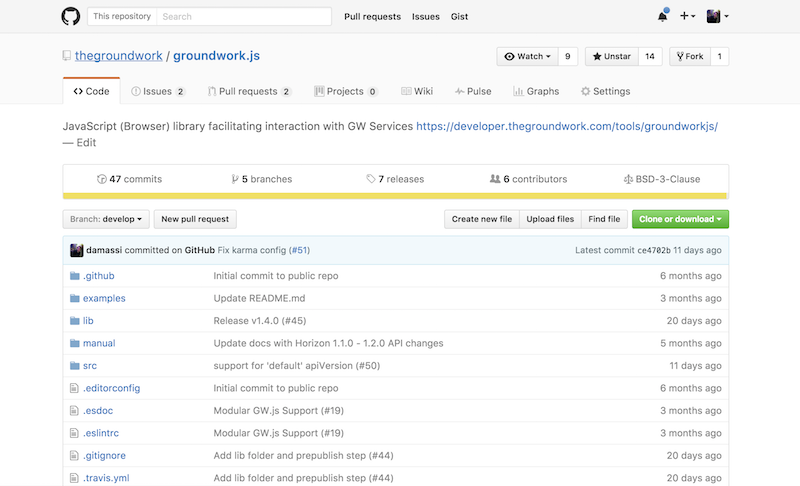 This repository Search Pull requests Issues Gist
thegroundwork / groundwork.js Watch 9 Unstar 14 Fork 1
Code Issues 2 Pull requests 2 Projects 0 Wiki Pulse Graphs Settings
JavaScript (Browser) library facilitating interaction with GW Services https://developer.thegroundwork.com/tools/groundworkjs/
— Edit
47 commits 5 branches 7 releases 6 contributors BSD-3-Clause
Branch: develop New pull request Create new file Upload files Find file Clone or download
damassi committed on GitHub Fix karma config (#51) Latest commit ce4702b 11 days ago
.github Initial commit to public repo 6 months ago
examples Update README.md 3 months ago
lib Release v1.4.0 (#45) 20 days ago
manual Update docs with Horizon 1.1.0 - 1.2.0 API changes 5 months ago
src support for 'default' apiVersion (#50) 11 days ago
.editorconfig Initial commit to public repo 6 months ago
.esdoc Modular GW.js Support (#19) 3 months ago
.eslintrc Modular GW.js Support (#19) 3 months ago
.gitignore Add lib folder and prepublish step (#44) 20 days ago
.travis.yml Add lib folder and prepublish step (#44) 20 days ago